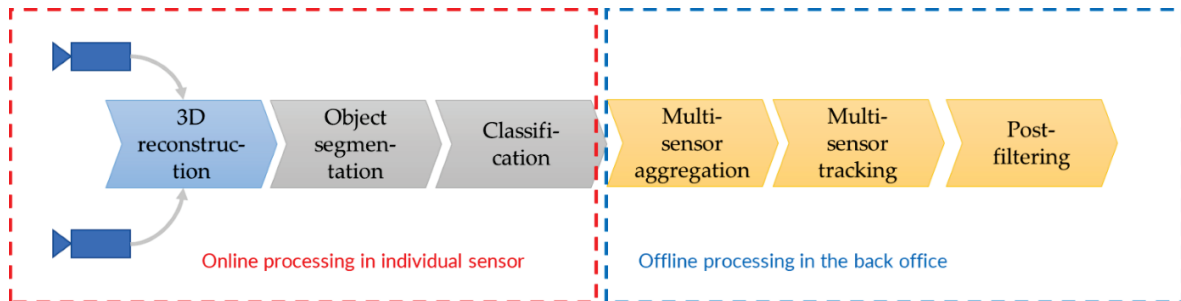 3D
reconstruc-
tion
Object
segmen-
tation
Classifi-
cation
Multi-
sensor
aggregation
Multi-
sensor
tracking
Post-
filtering
Online processing in individual sensor
Offline processing in the back office